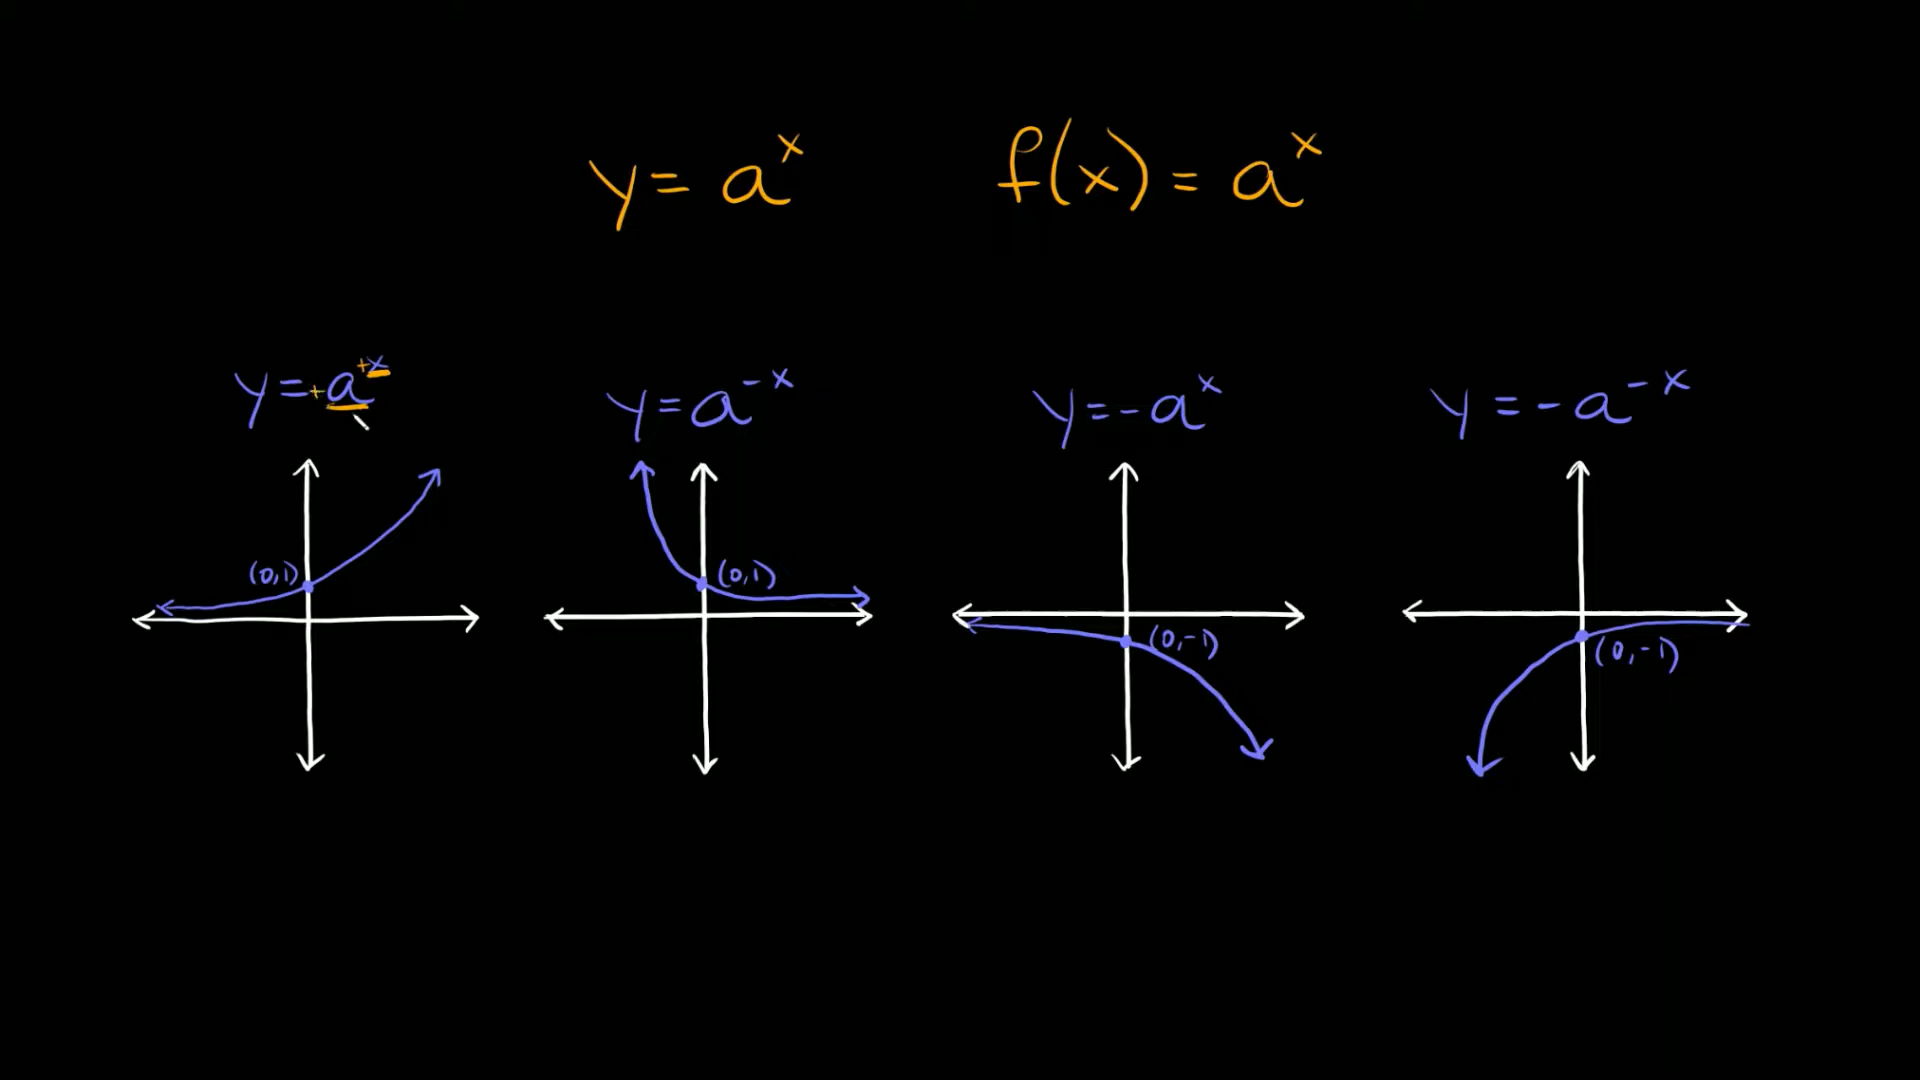 y = a^x f(x) = a^x
y = +a^+x y = a^-x y = -a^x y = -a^-x
(0,1) (0,1) (0,-1) (0,-1)